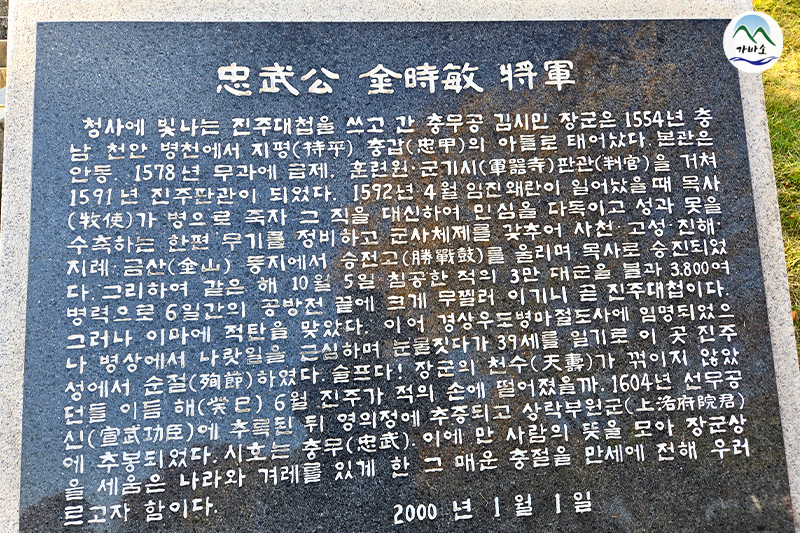 가바소
忠武公 金時敏 將軍
청사에 빛나는 진주대첩을 쓰고 간 충무공 김시민 장군은 1554년 충
남 천안 병천에서 지평(持平) 충갑(忠甲)의 아들로 태어났다. 본관은
안동. 1578년 무과에 급제, 훈련원·군기시(軍器寺)판관(判官)을 거쳐
1591년 진주판관이 되었다. 1592년 4월 임진왜란이 일어났을때 목사
(牧使)가 병으로 죽자 그 직을 대신하여 민심을 다독이고 성과 못을
수축하는 한편 무기를 정비하고 군사체제를 갖추어 사천·고성·진해·
지례·금산(金山) 등지에서 승전고(勝戰鼓)를 울리며 목사로 승진되었
다. 그리하여 같은 해 10월 5일 침공한 적의 3만 대군을 불과 3,800여
병력으로 6일간의 공방전 끝에 크게 무찔러 이기니 곧 진주대첩이다.
그러나 이마에 적탄을 맞았다. 이어 경상우도병마절도사에 임명되었으
나 병상에서 나랏일을 근심하며 눈물짓다가 39세를 일기로 이 곳 진주
성에서 순절(殉節)하였다. 슬프다! 장군의 천수(天壽)가 꺾이지 않았
던들 이듬 해(癸巳) 6월 진주가 적의 손에 떨어졌을까. 1604년 선무공
신(宣武功臣)에 추록된 뒤 영의정에 추증되고 상락부원군(上洛府院君)
에 추봉되었다. 시호는 충무(忠武). 이에 만 사람의 뜻을 모아 장군상
을 세움은 나라와 겨레를 있게 한 그 매운 충절을 만세에 전해 우러
르고자 함이다.
2000 년 1월 1일